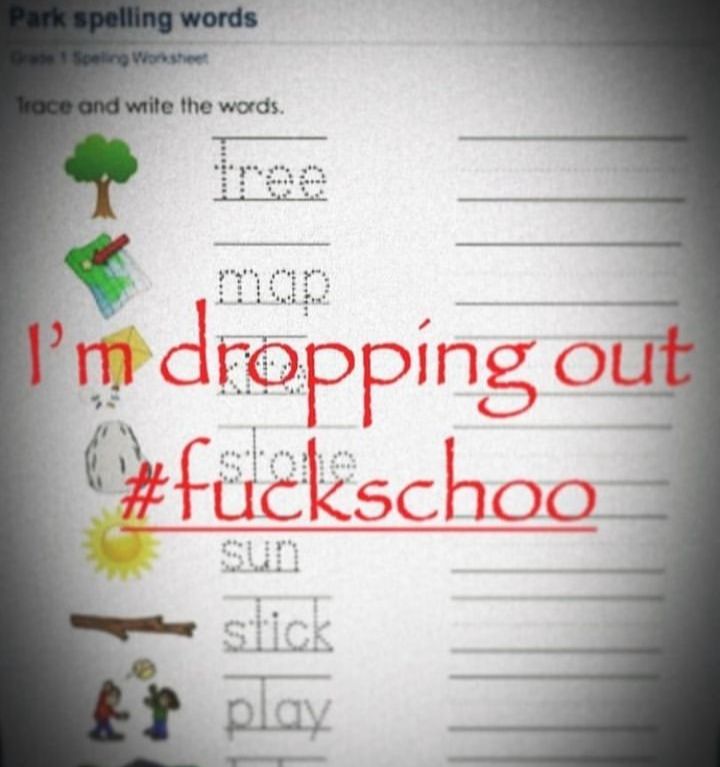 Park spelling words
Grade 1 Spelling Worksheet
Trace and write the words.
tree
map
I'm dropping out
kite
stone
#fuckschoo
sun
stick
play